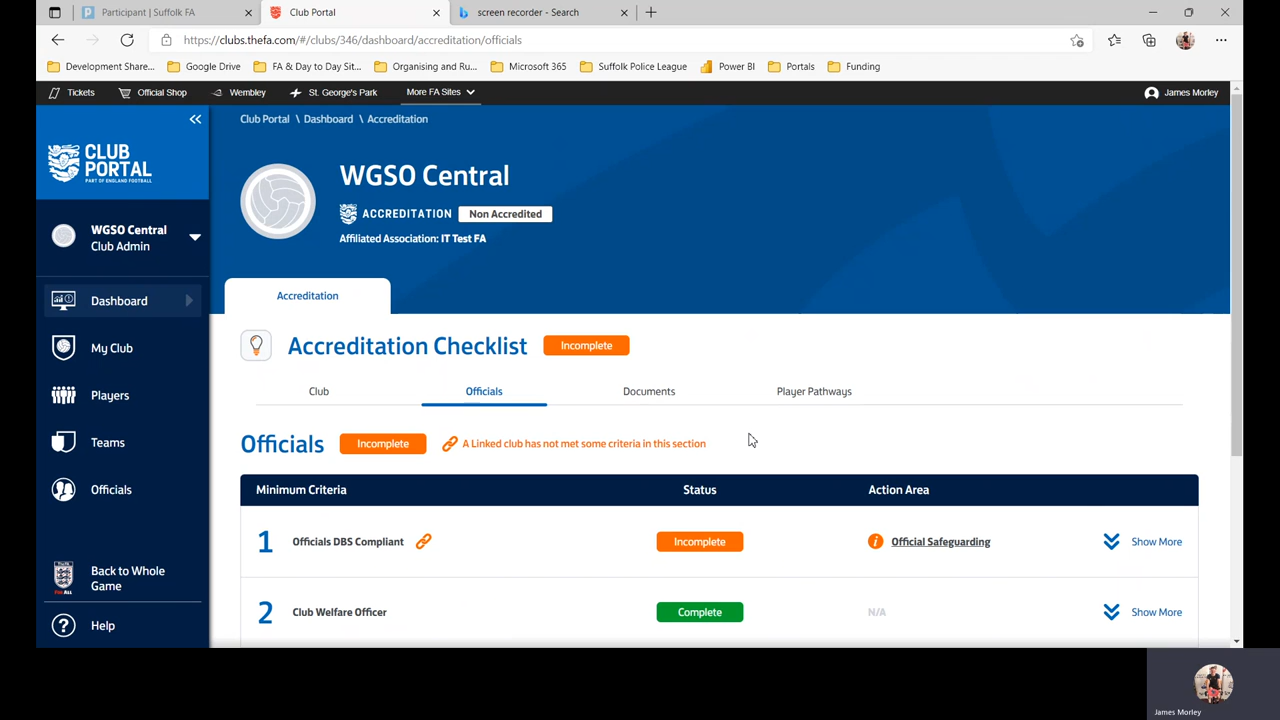 Participant | Suffolk FA
Club Portal
screen recorder - Search
https://clubs.thefa.com/#/clubs/346/dashboard/accreditation/officials
Development Share...
Google Drive
FA & Day to Day Sit...
Organising and Ru...
Microsoft 365
Suffolk Police League
Power BI
Portals
Funding
Tickets
Official Shop
Wembley
St. George's Park
More FA Sites
James Morley
CLUB
PORTAL
PART OF ENGLAND FOOTBALL
WGSO Central
Club Admin
Dashboard
My Club
Players
Teams
Officials
Back to Whole
Game
Help
Club Portal \ Dashboard \ Accreditation
WGSO Central
ACCREDITATION Non Accredited
Affiliated Association: IT Test FA
Accreditation
Accreditation Checklist Incomplete
Club
Officials
Documents
Player Pathways
Officials Incomplete A Linked club has not met some criteria in this section
Minimum Criteria Status Action Area
1 Officials DBS Compliant Incomplete Official Safeguarding Show More
2 Club Welfare Officer Complete N/A Show More
James Morley